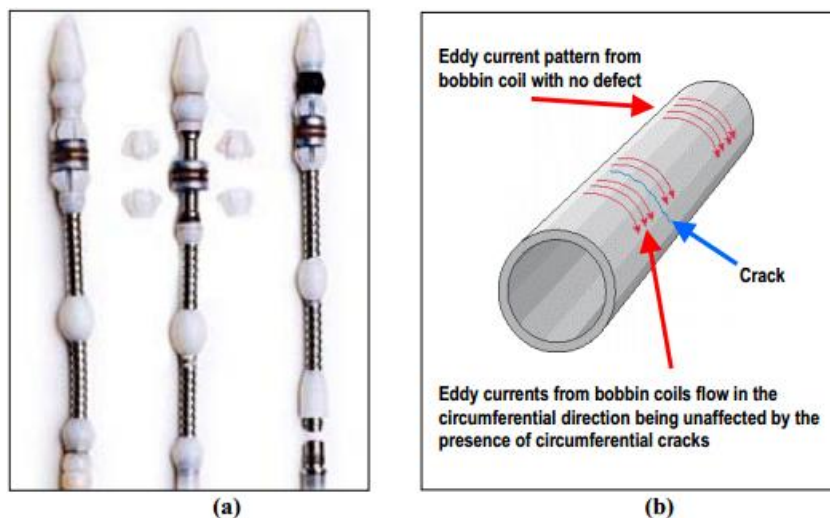 Eddy current pattern from
bobbin coil with no defect
Crack
Eddy currents from bobbin coils flow in the
circumferential direction being unaffected by the
presence of circumferential cracks
(a)
(b)